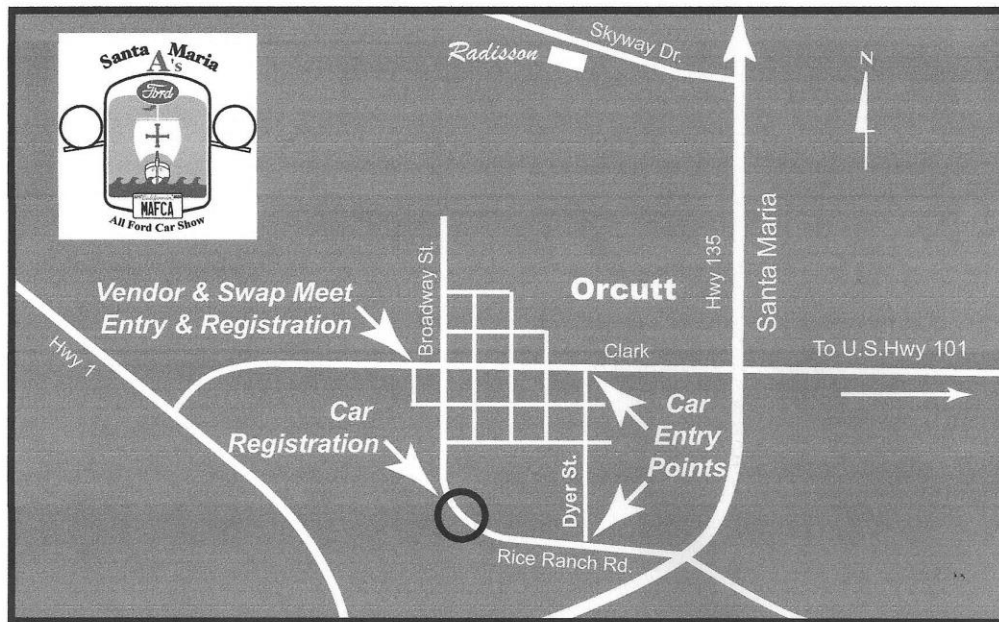 Santa Maria
A's
Ford
California
MAFCA
All Ford Car Show
Radisson
Skyway Dr.
N
Hwy 135
Santa Maria
Broadway St.
Orcutt
Vendor & Swap Meet
Entry & Registration
Clark
To U.S.Hwy 101
Hwy 1
Car
Registration
Car
Entry
Points
Dyer St.
Rice Ranch Rd.